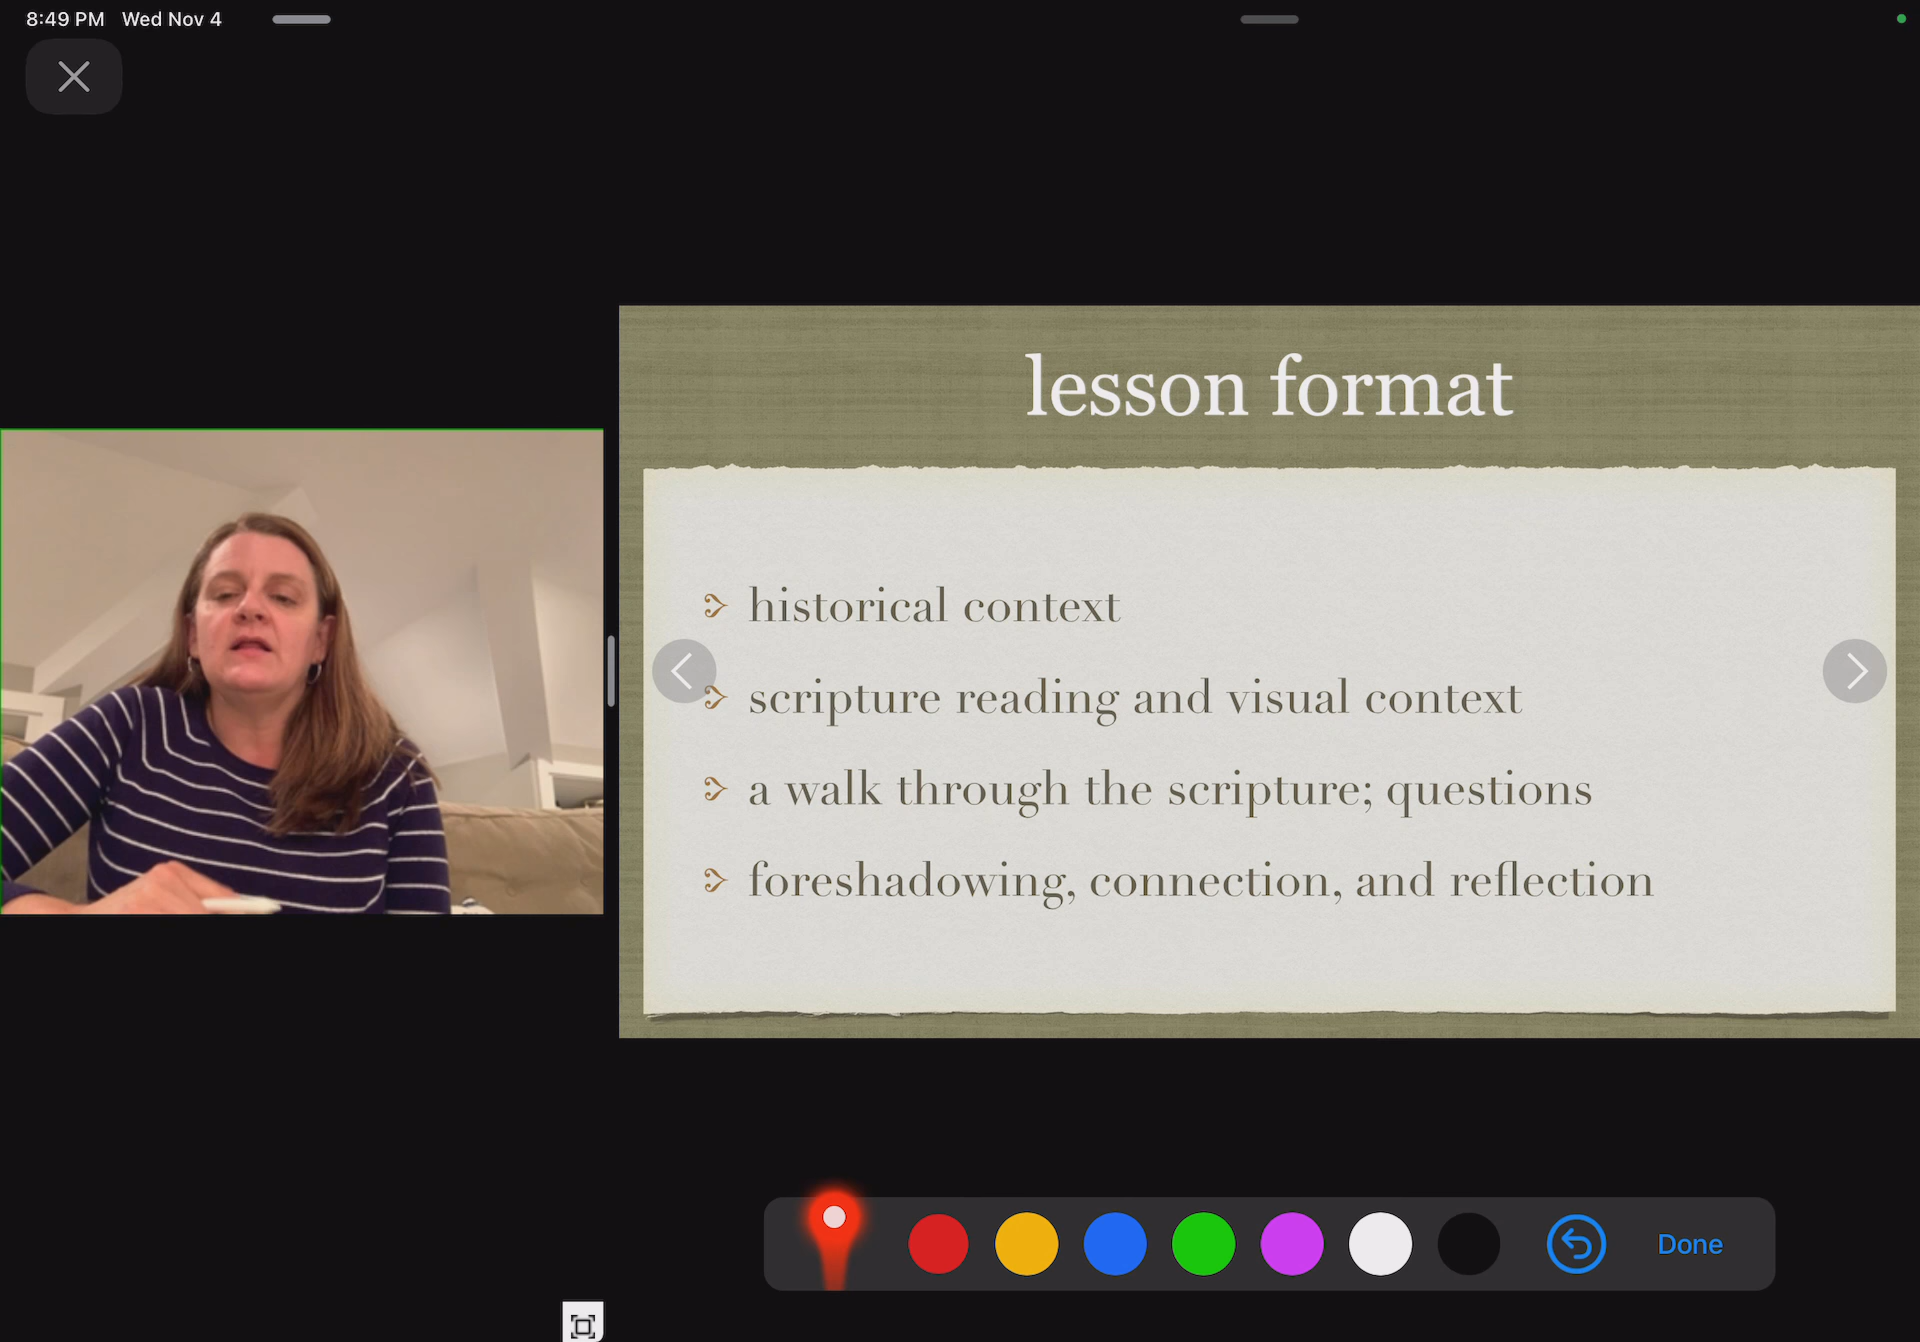 8:49 PM Wed Nov 4
lesson format
historical context
scripture reading and visual context
a walk through the scripture; questions
foreshadowing, connection, and reflection
Done